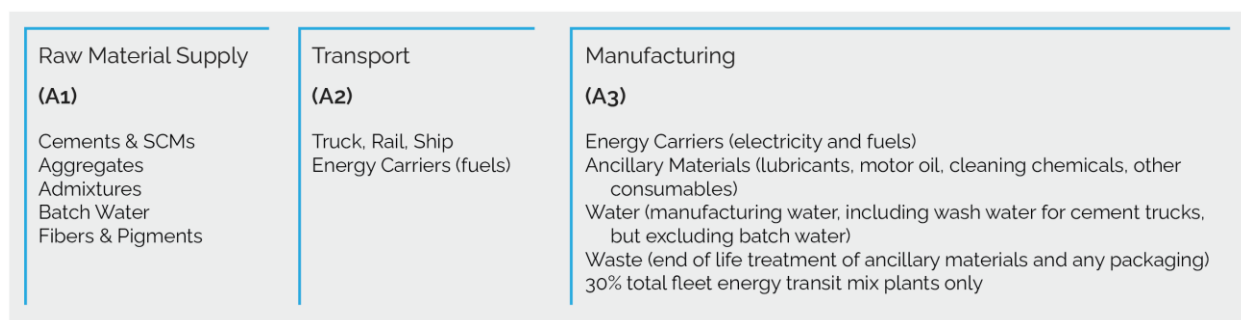 Raw Material Supply
(A1)
Cements & SCMs
Aggregates
Admixtures
Batch Water
Fibers & Pigments
Transport
(A2)
Truck, Rail, Ship
Energy Carriers (fuels)
Manufacturing
(A3)
Energy Carriers (electricity and fuels)
Ancillary Materials (lubricants, motor oil, cleaning chemicals, other
consumables)
Water (manufacturing water, including wash water for cement trucks,
but excluding batch water)
Waste (end of life treatment of ancillary materials and any packaging)
30% total fleet energy transit mix plants only